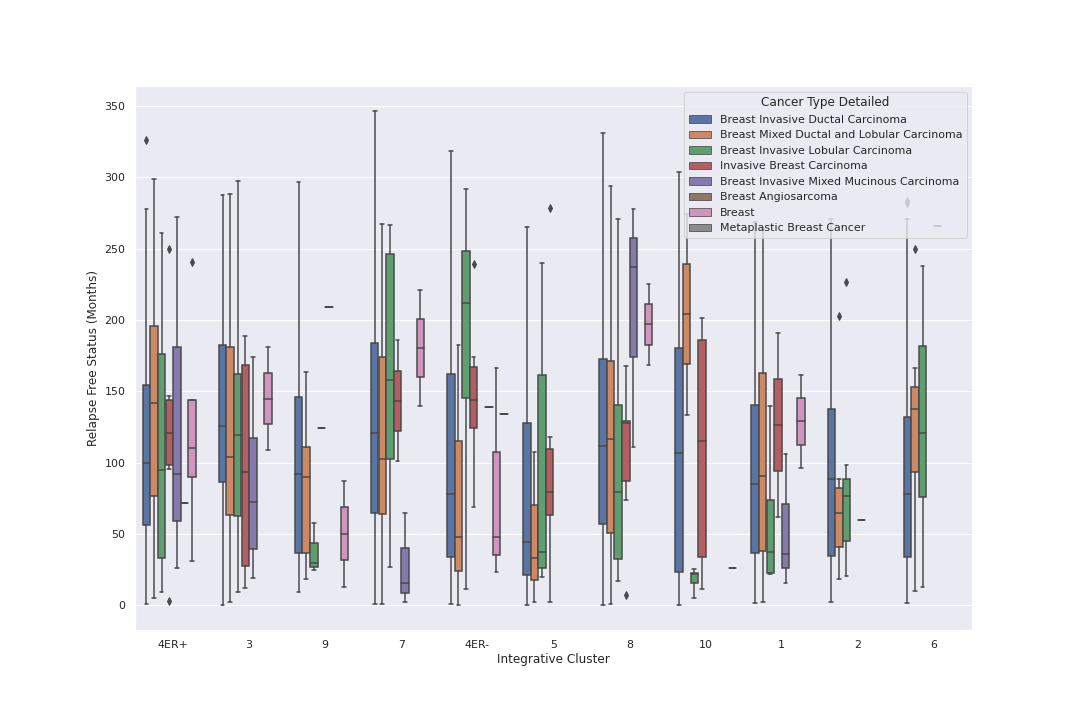 Cancer Type Detailed
Breast Invasive Ductal Carcinoma
Breast Mixed Ductal and Lobular Carcinoma
Breast Invasive Lobular Carcinoma
Invasive Breast Carcinoma
Breast Invasive Mixed Mucinous Carcinoma
Breast Angiosarcoma
Breast
Metaplastic Breast Cancer
Relapse Free Status (Months)
350
300
250
200
150
100
50
0
4ER+ 3 9 7 4ER- 5 8 10 1 2 6
Integrative Cluster